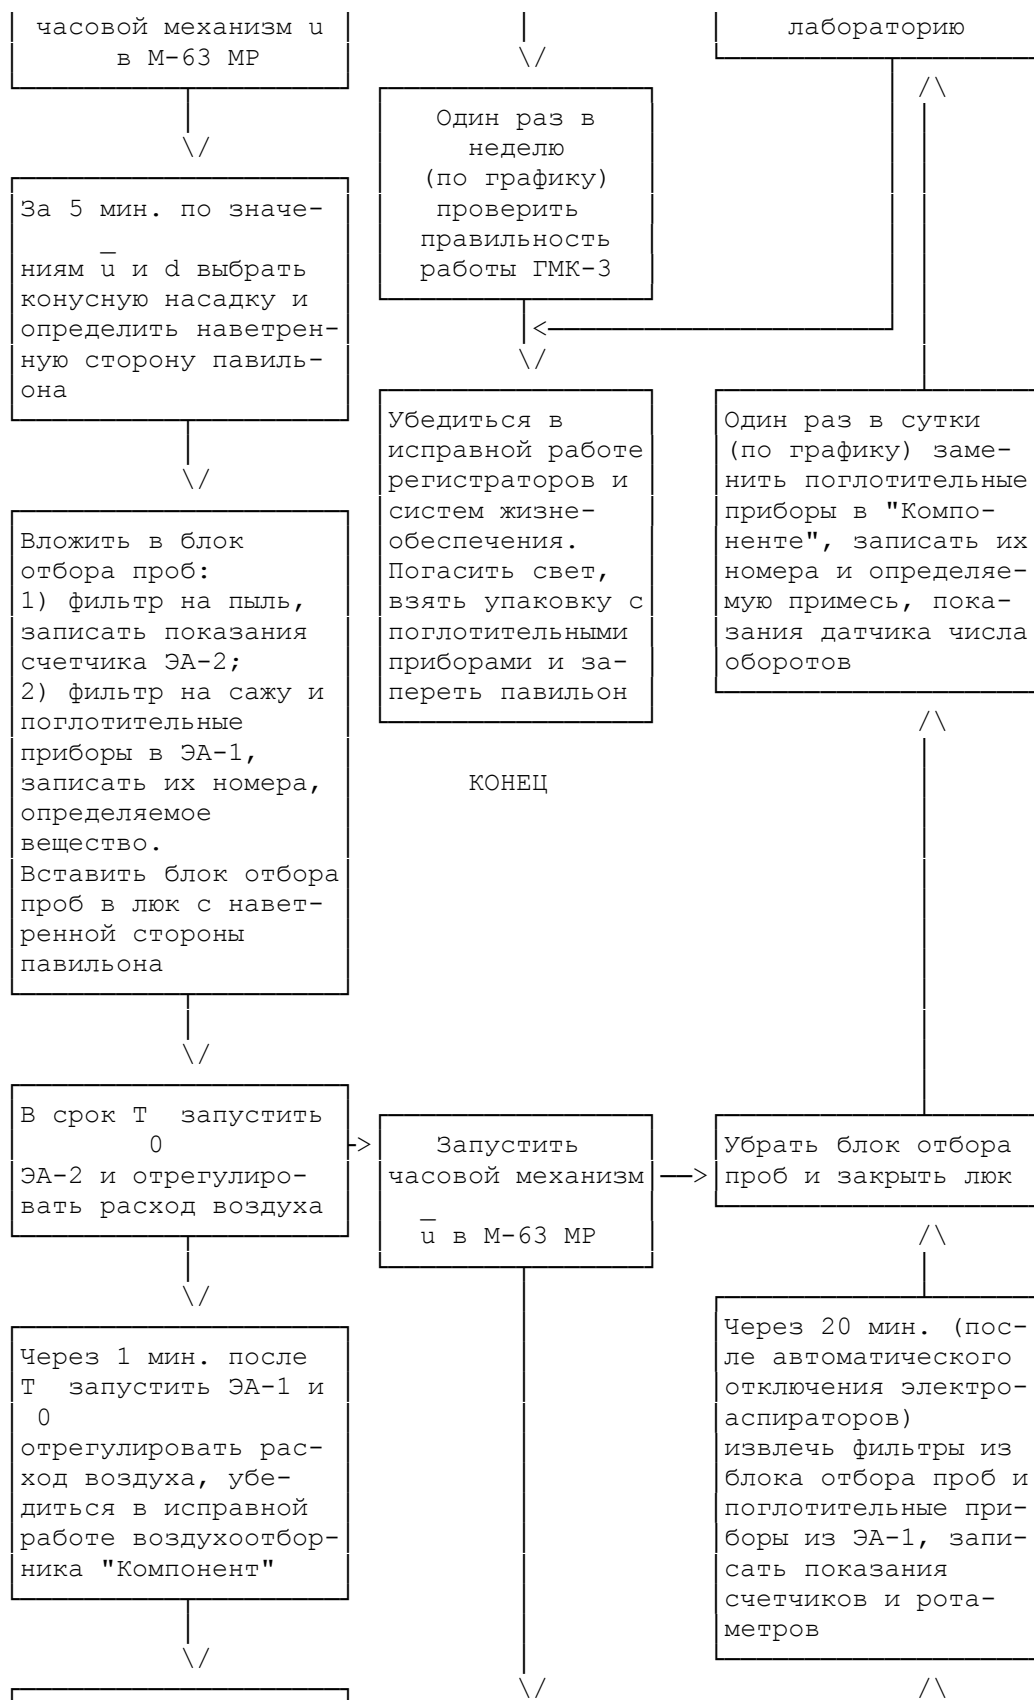 часовой механизм u
в М-63 МР
За 5 мин. по значе-
ниям u̅ и d выбрать
конусную насадку и
определить наветрен-
ную сторону павиль-
она
Вложить в блок
отбора проб:
1) фильтр на пыль,
записать показания
счетчика ЭА-2;
2) фильтр на сажу и
поглотительные
приборы в ЭА-1,
записать их номера,
определяемое
вещество.
Вставить блок отбора
проб в люк с навет-
ренной стороны
павильона
В срок T  запустить
0
ЭА-2 и отрегулиро-
вать расход воздуха
Через 1 мин. после
T  запустить ЭА-1 и
0
отрегулировать рас-
ход воздуха, убе-
диться в исправной
работе воздухоотбор-
ника "Компонент"
Один раз в
неделю
(по графику)
проверить
правильность
работы ГМК-3
Убедиться в
исправной работе
регистраторов и
систем жизне-
обеспечения.
Погасить свет,
взять упаковку с
поглотительными
приборами и за-
переть павильон
КОНЕЦ
Запустить
часовой механизм
u̅ в М-63 МР
лабораторию
Один раз в сутки
(по графику) заме-
нить поглотительные
приборы в "Компо-
ненте", записать их
номера и определяе-
мую примесь, пока-
зания датчика числа
оборотов
Убрать блок отбора
проб и закрыть люк
Через 20 мин. (пос-
ле автоматического
отключения электро-
аспираторов)
извлечь фильтры из
блока отбора проб и
поглотительные при-
боры из ЭА-1, запи-
сать показания
счетчиков и рота-
метров